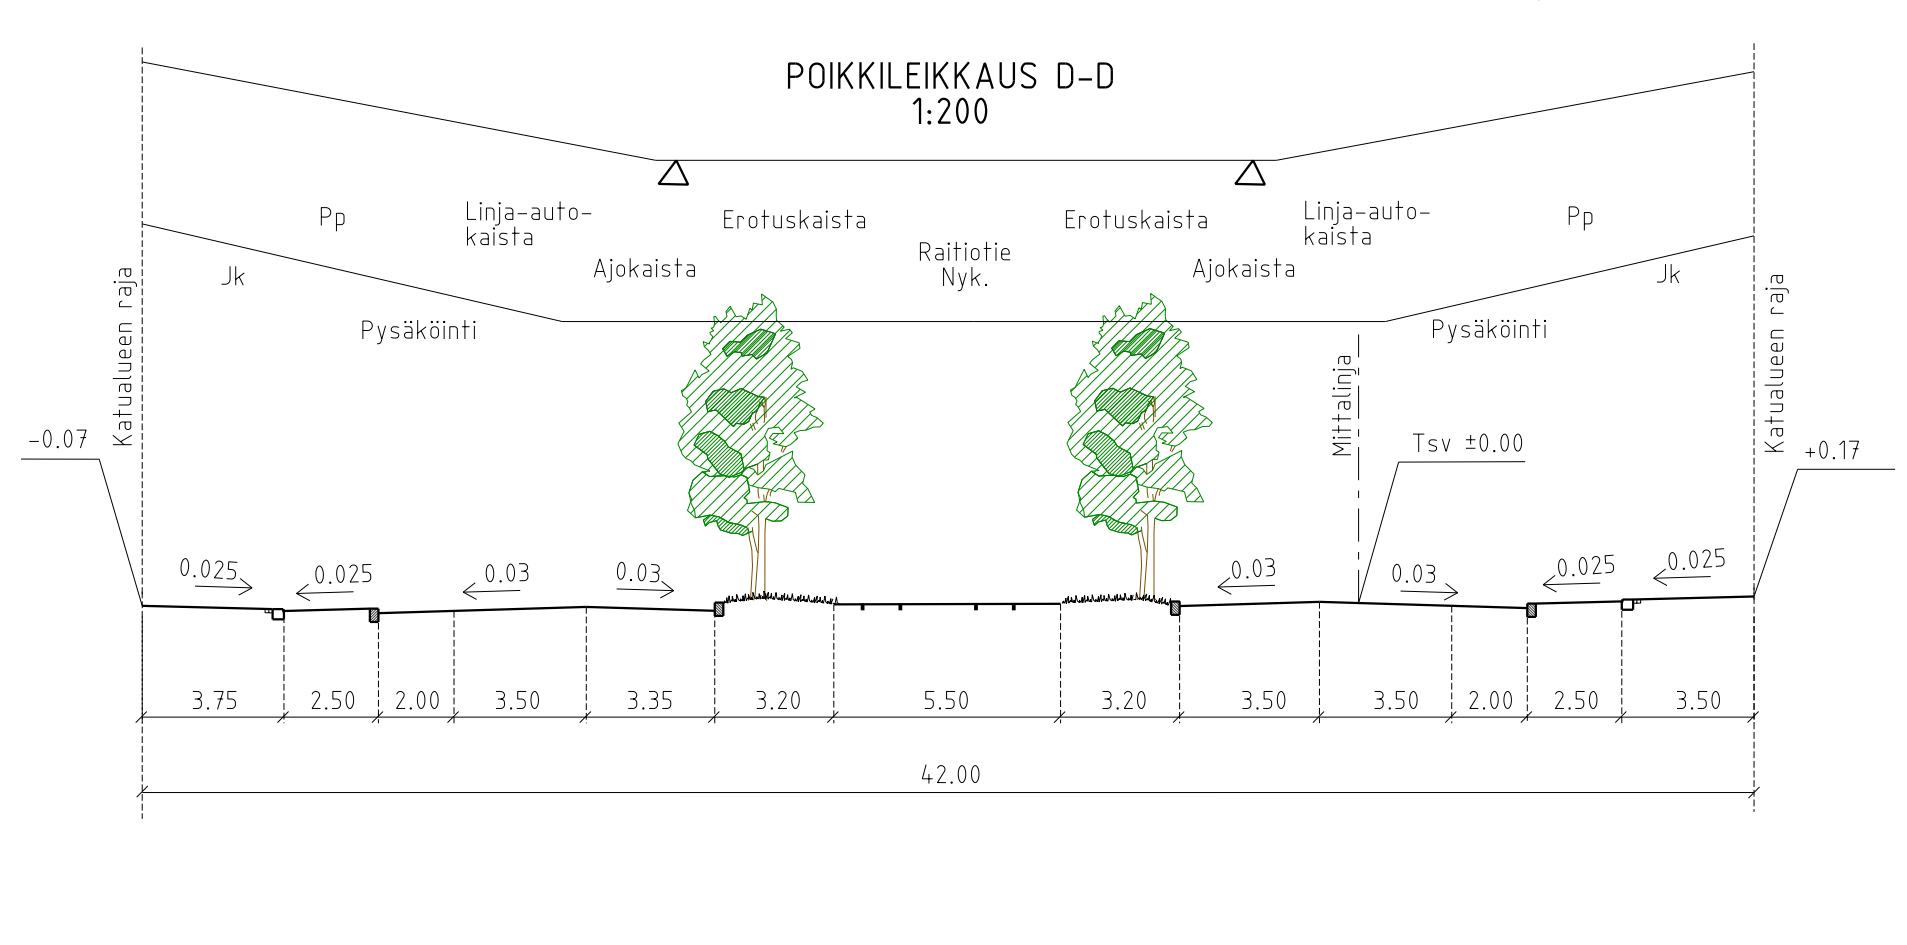 POIKKILEIKKAUS D-D
1:200
Pp
Linja-auto-
kaista
Erotuskaista
Erotuskaista
Linja-auto-
kaista
Pp
Jk
Ajokaista
Raitiotie
Nyk.
Ajokaista
Jk
Katualueen raja
Pysäköinti
Pysäköinti
Katualueen raja
Mittalinja
-0.07
Tsv ±0.00
+0.17
0.025
0.025
0.03
0.03
0.03
0.03
0.025
0.025
3.75
2.50
2.00
3.50
3.35
3.20
5.50
3.20
3.50
3.50
2.00
2.50
3.50
42.00